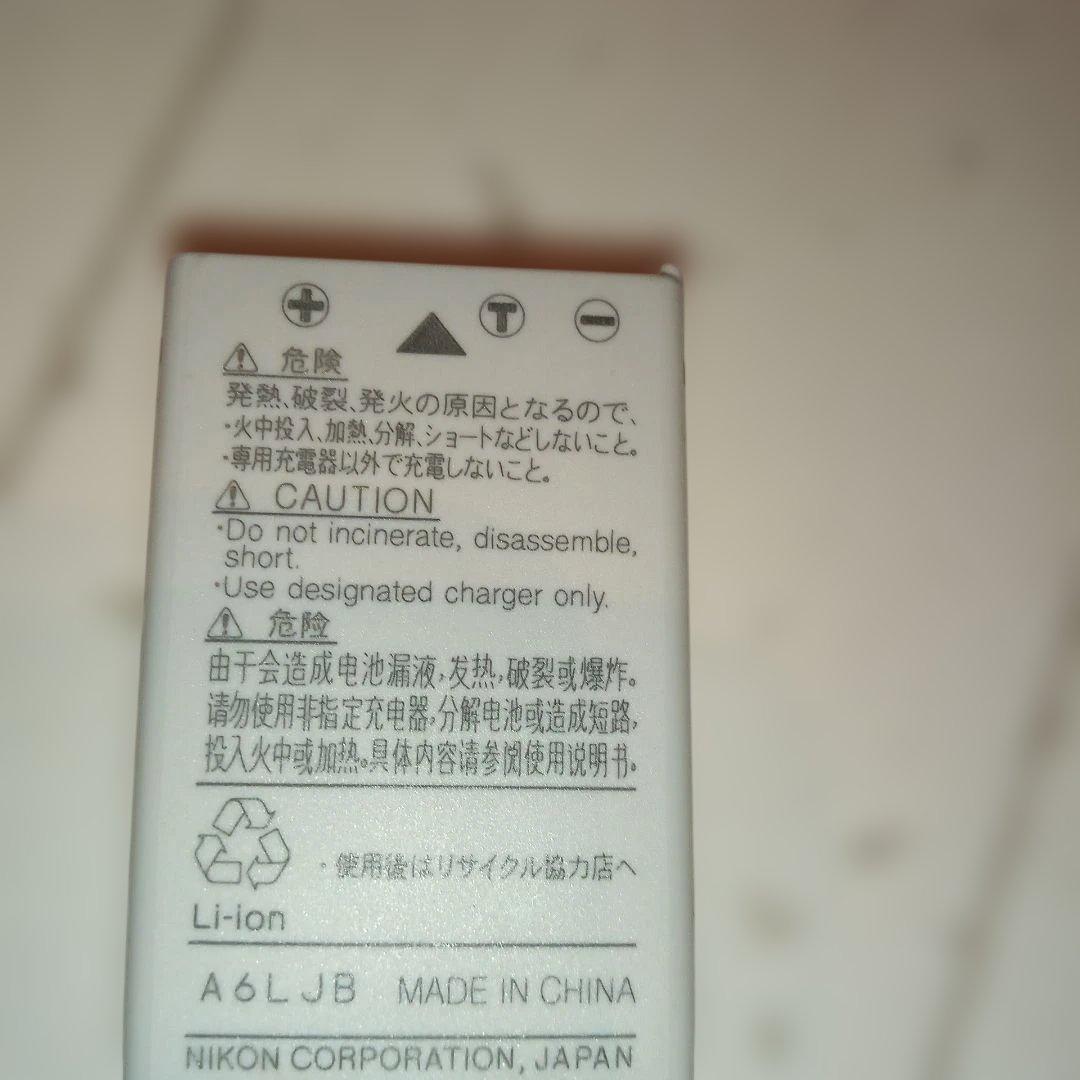 + T −
危険
発熱、破裂、発火の原因となるので、
・火中投入、加熱、分解、ショートなどしないこと。
・専用充電器以外で充電しないこと。
CAUTION
・Do not incinerate, disassemble,
short.
・Use designated charger only.
危险
由于会造成电池漏液,发热,破裂或爆炸。
请勿使用非指定充电器,分解电池或造成短路,
投入火中或加热。具体内容请参阅使用说明书。
・使用後はリサイクル協力店へ
Li-ion
A6LJB MADE IN CHINA
NIKON CORPORATION, JAPAN